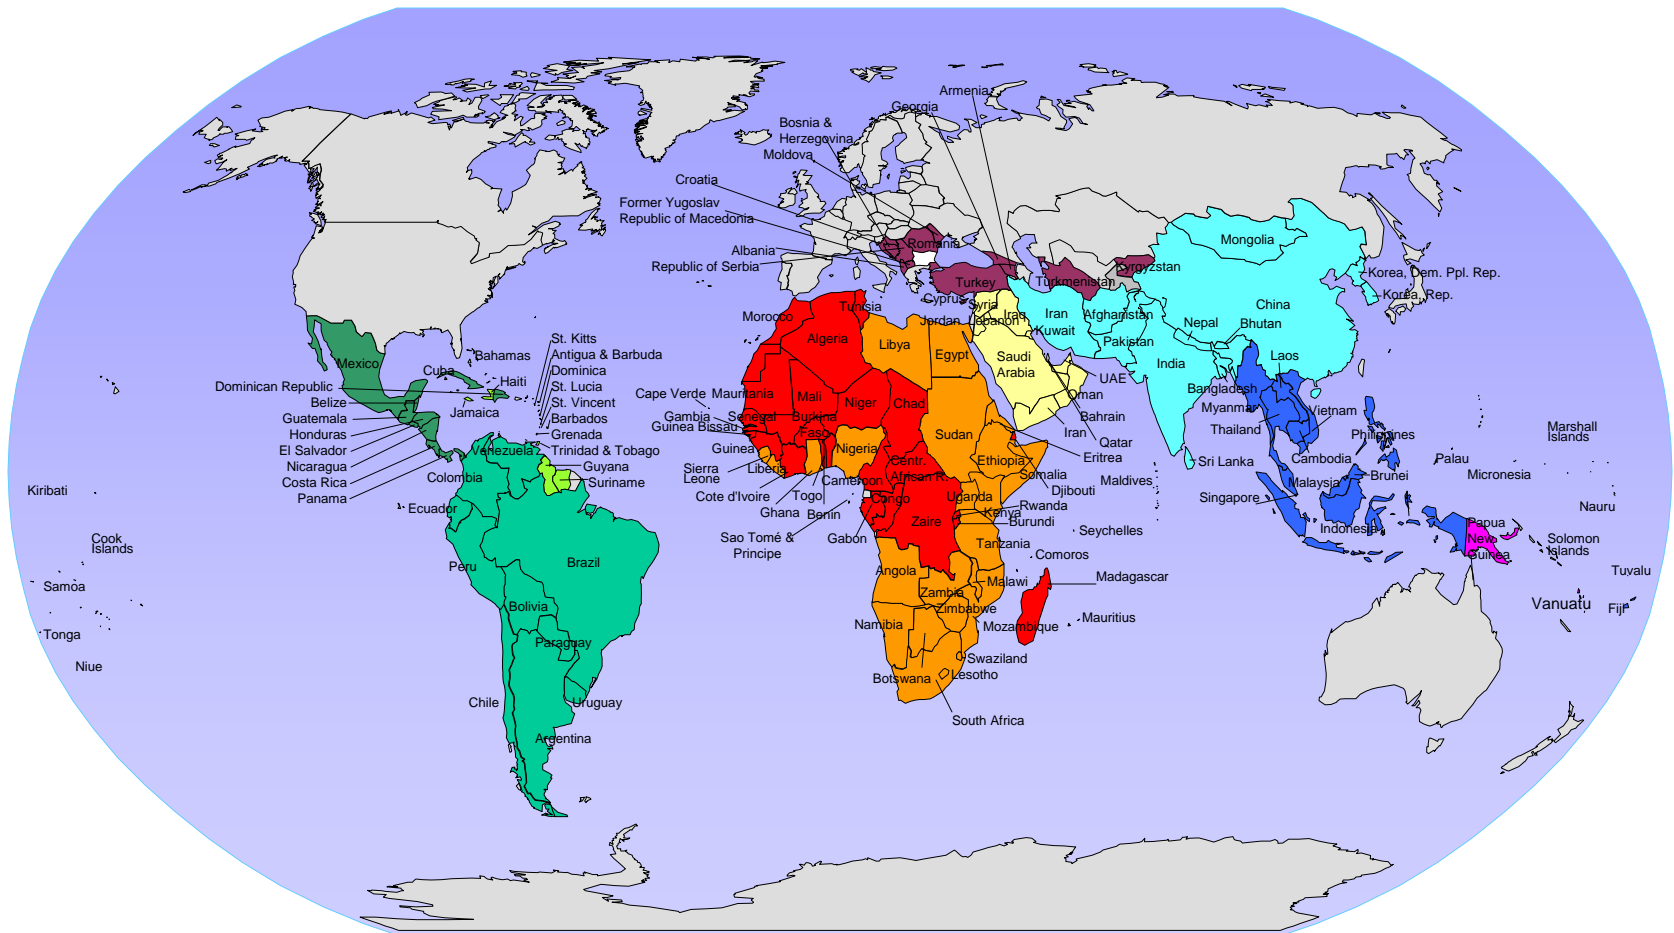 Armenia
Georgia
Bosnia &
Herzegovina
Moldova
Croatia
Former Yugoslav
Republic of Macedonia
Albania
Republic of Serbia
Romania
Turkey
Cyprus
Turkmenistan
Kyrgyzstan
Mongolia
China
Korea, Dem. Ppl. Rep.
Korea, Rep.
Syria
Iraq
Iran
Afghanistan
Jordan
Lebanon
Kuwait
Pakistan
Nepal
Bhutan
India
Laos
Bangladesh
Myanmar
Thailand
Vietnam
Philippines
Cambodia
Sri Lanka
Malaysia
Brunei
Singapore
Indonesia
Palau
Micronesia
Marshall
Islands
Nauru
Papua
New
Guinea
Solomon
Islands
Tuyalu
Vanuatu
Fiji
Saudi
Arabia
UAE
Oman
Bahrain
Iran
Qatar
Eritrea
Somalia
Djibouti
Maldives
Rwanda
Burundi
Seychelles
Comoros
Madagascar
Mauritius
Morocco
Tunisia
Algeria
Libya
Egypt
Cape Verde
Mauritania
Mali
Niger
Chad
Sudan
Gambia
Senegal
Burkina
Faso
Guinea Bissau
Guinea
Sierra
Leone
Liberia
Cote d'Ivoire
Ghana
Togo
Benin
Nigeria
Cameroon
Centr.
African R.
Ethiopia
Uganda
Kenya
Congo
Zaire
Gabon
Sao Tomé &
Principe
Tanzania
Angola
Zambia
Malawi
Zimbabwe
Mozambique
Namibia
Botswana
Swaziland
Lesotho
South Africa
Mexico
Bahamas
Cuba
Haiti
Dominican Republic
Jamaica
Belize
Guatemala
Honduras
El Salvador
Nicaragua
Costa Rica
Panama
St. Kitts
Antigua & Barbuda
Dominica
St. Lucia
St. Vincent
Barbados
Grenada
Trinidad & Tobago
Venezuela
Guyana
Suriname
Colombia
Ecuador
Peru
Brazil
Bolivia
Paraguay
Chile
Uruguay
Argentina
Kiribati
Cook
Islands
Samoa
Tonga
Niue